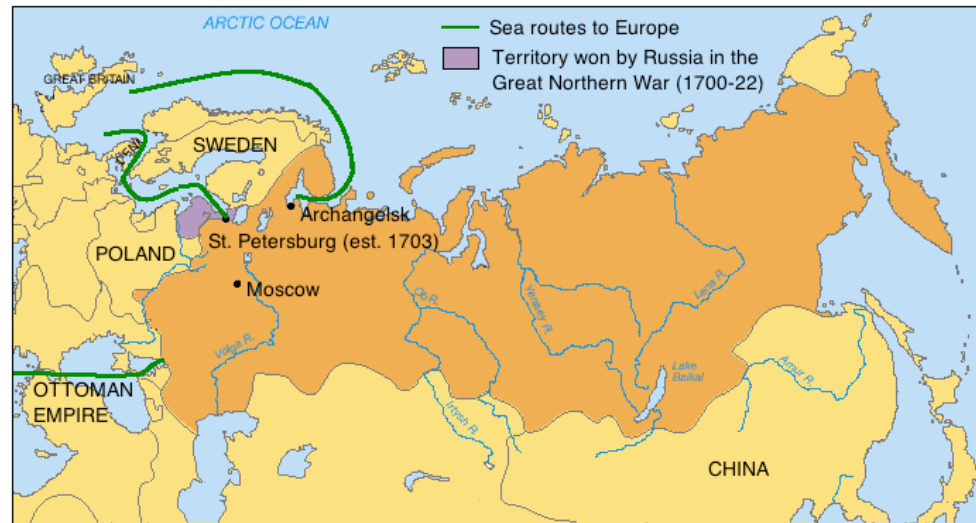 ARCTIC OCEAN
Sea routes to Europe
Territory won by Russia in the
Great Northern War (1700-22)
GREAT BRITAIN
DENM
SWEDEN
Archangelsk
St. Petersburg (est. 1703)
POLAND
Moscow
Ob R.
Yenisey R.
Lena R.
Volga R.
Lake
Baikal
Amur R.
OTTOMAN
EMPIRE
Irtysh R.
CHINA